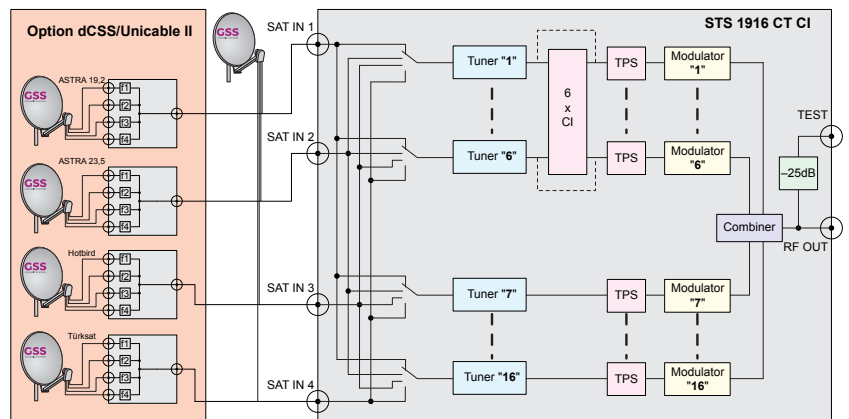 Option dCSS/Unicable II
GSS
SAT IN 1
STS 1916 CT CI
ASTRA 19,2
GSS
f1
f2
f3
f4
Tuner "1"
6
x
CI
TPS
Modulator
"1"
TEST
SAT IN 2
ASTRA 23,5
GSS
f1
f2
f3
f4
Tuner "6"
TPS
Modulator
"6"
–25dB
Combiner
RF OUT
Hotbird
GSS
f1
f2
f3
f4
SAT IN 3
Tuner "7"
TPS
Modulator
"7"
Türksat
GSS
f1
f2
f3
f4
SAT IN 4
Tuner "16"
TPS
Modulator
"16"